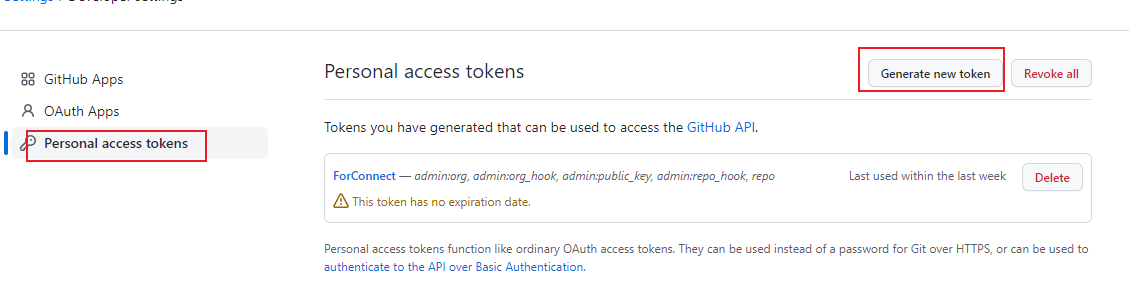 Settings / Developer settings
GitHub Apps
OAuth Apps
Personal access tokens
Personal access tokens
Generate new token
Revoke all
Tokens you have generated that can be used to access the GitHub API.
ForConnect — admin:org, admin:org_hook, admin:public_key, admin:repo_hook, repo
Last used within the last week
Delete
This token has no expiration date.
Personal access tokens function like ordinary OAuth access tokens. They can be used instead of a password for Git over HTTPS, or can be used to
authenticate to the API over Basic Authentication.